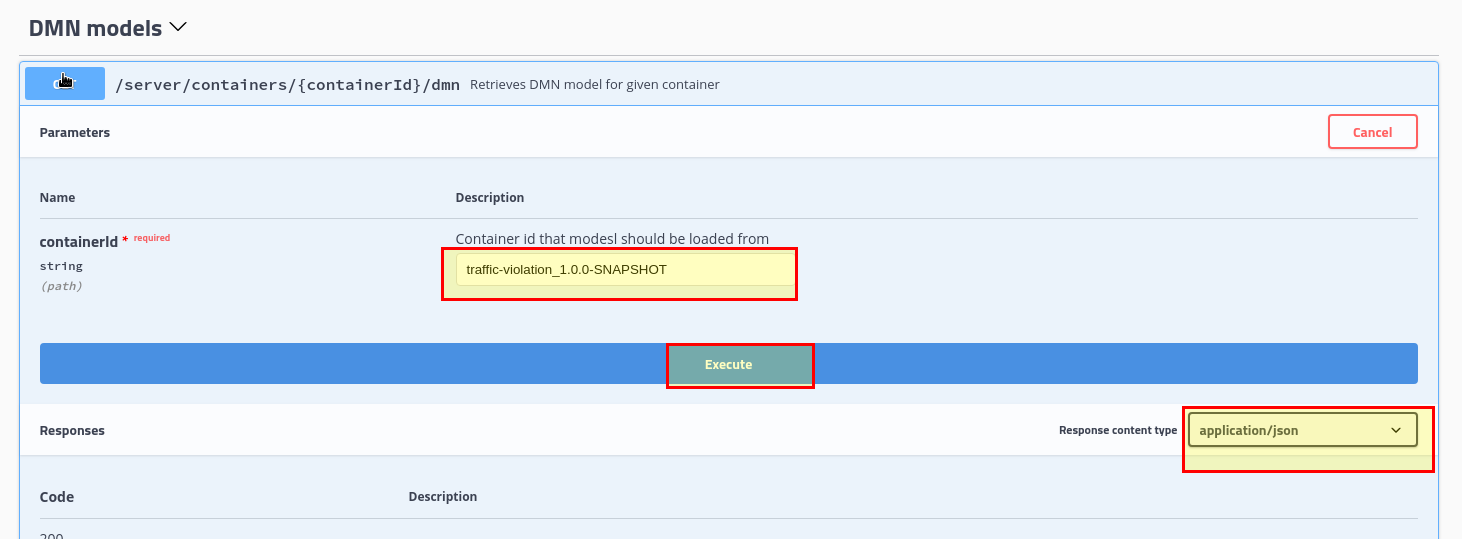 DMN models
/server/containers/{containerId}/dmn Retrieves DMN model for given container
Parameters
Cancel
Name Description
containerId * required
Container id that modesl should be loaded from
string
(path)
traffic-violation_1.0.0-SNAPSHOT
Execute
Responses
Response content type
application/json
Code Description